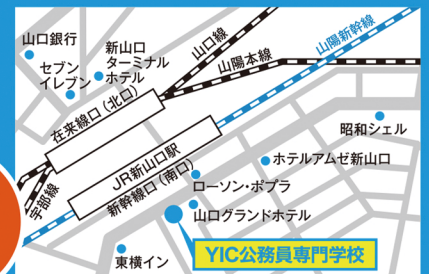 山口銀行
セブン
イレブン
新山口
ターミナル
ホテル
山口線
山陽本線
山陽新幹線
在来線口（北口）
昭和シェル
宇部線
JR新山口駅
新幹線口（南口）
ホテルアムゼ新山口
ローソン・ポプラ
山口グランドホテル
東横イン
YIC公務員専門学校